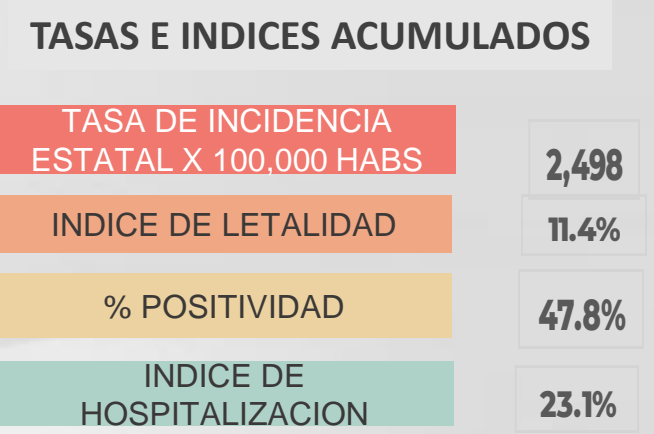 TASAS E INDICES ACUMULADOS
TASA DE INCIDENCIA
ESTATAL X 100,000 HABS
2,498
INDICE DE LETALIDAD
11.4%
% POSITIVIDAD
47.8%
INDICE DE
HOSPITALIZACION
23.1%